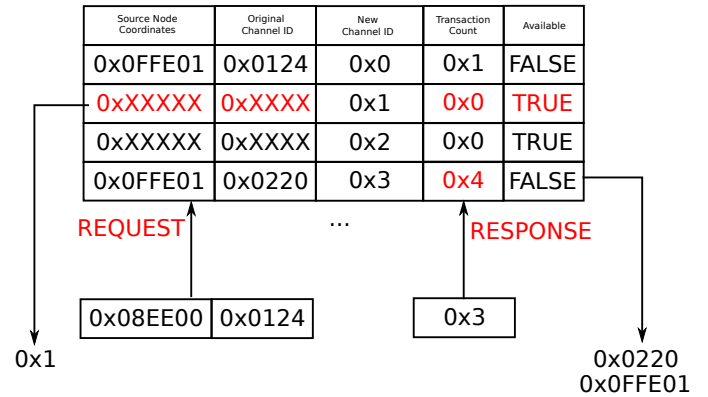 Source Node Coordinates Original Channel ID New Channel ID Transaction Count Available
0x0FFE01 0x0124 0x0 0x1 FALSE
0xXXXXX 0xXXXX 0x1 0x0 TRUE
0xXXXXX 0xXXXX 0x2 0x0 TRUE
0x0FFE01 0x0220 0x3 0x4 FALSE
REQUEST ... RESPONSE
0x08EE00 0x0124 0x3
0x1 0x0220
0x0FFE01